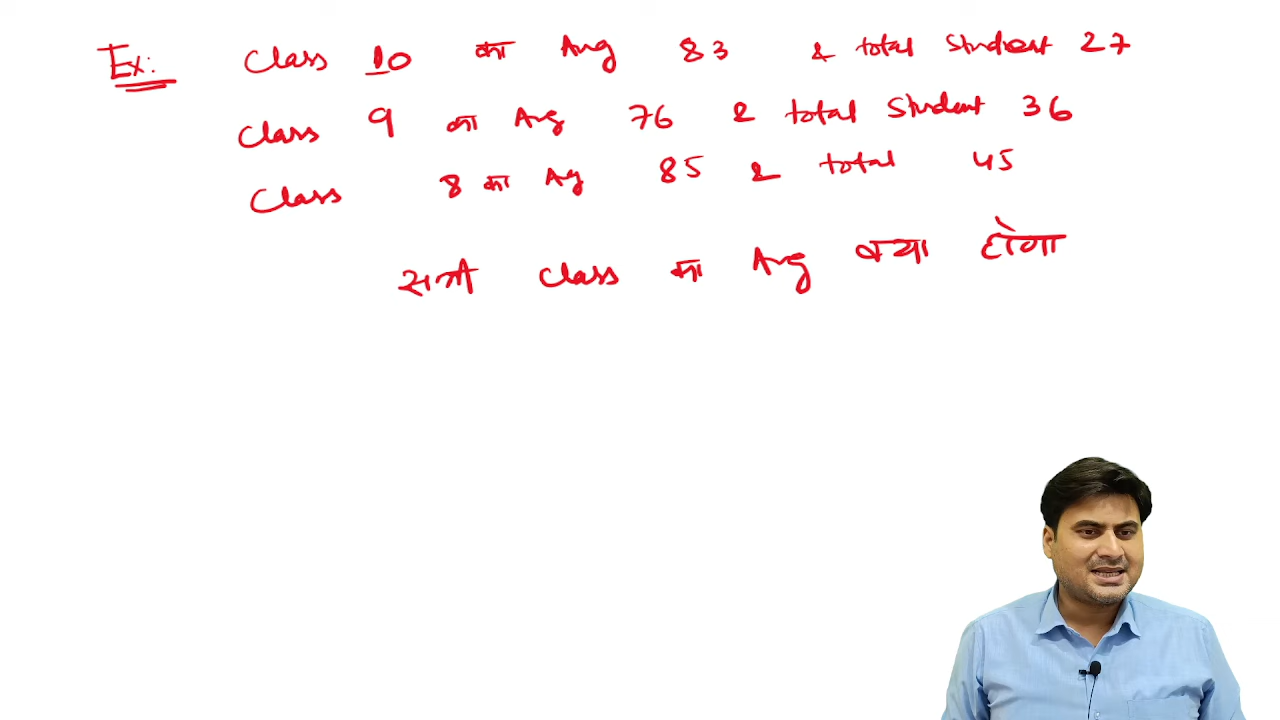 Ex: Class 10 का Avg 83 & total Student 27
Class 9 का Avg 76 & total Student 36
Class 8 का Avg 85 & total 45
सभी Class का Avg क्या होगा